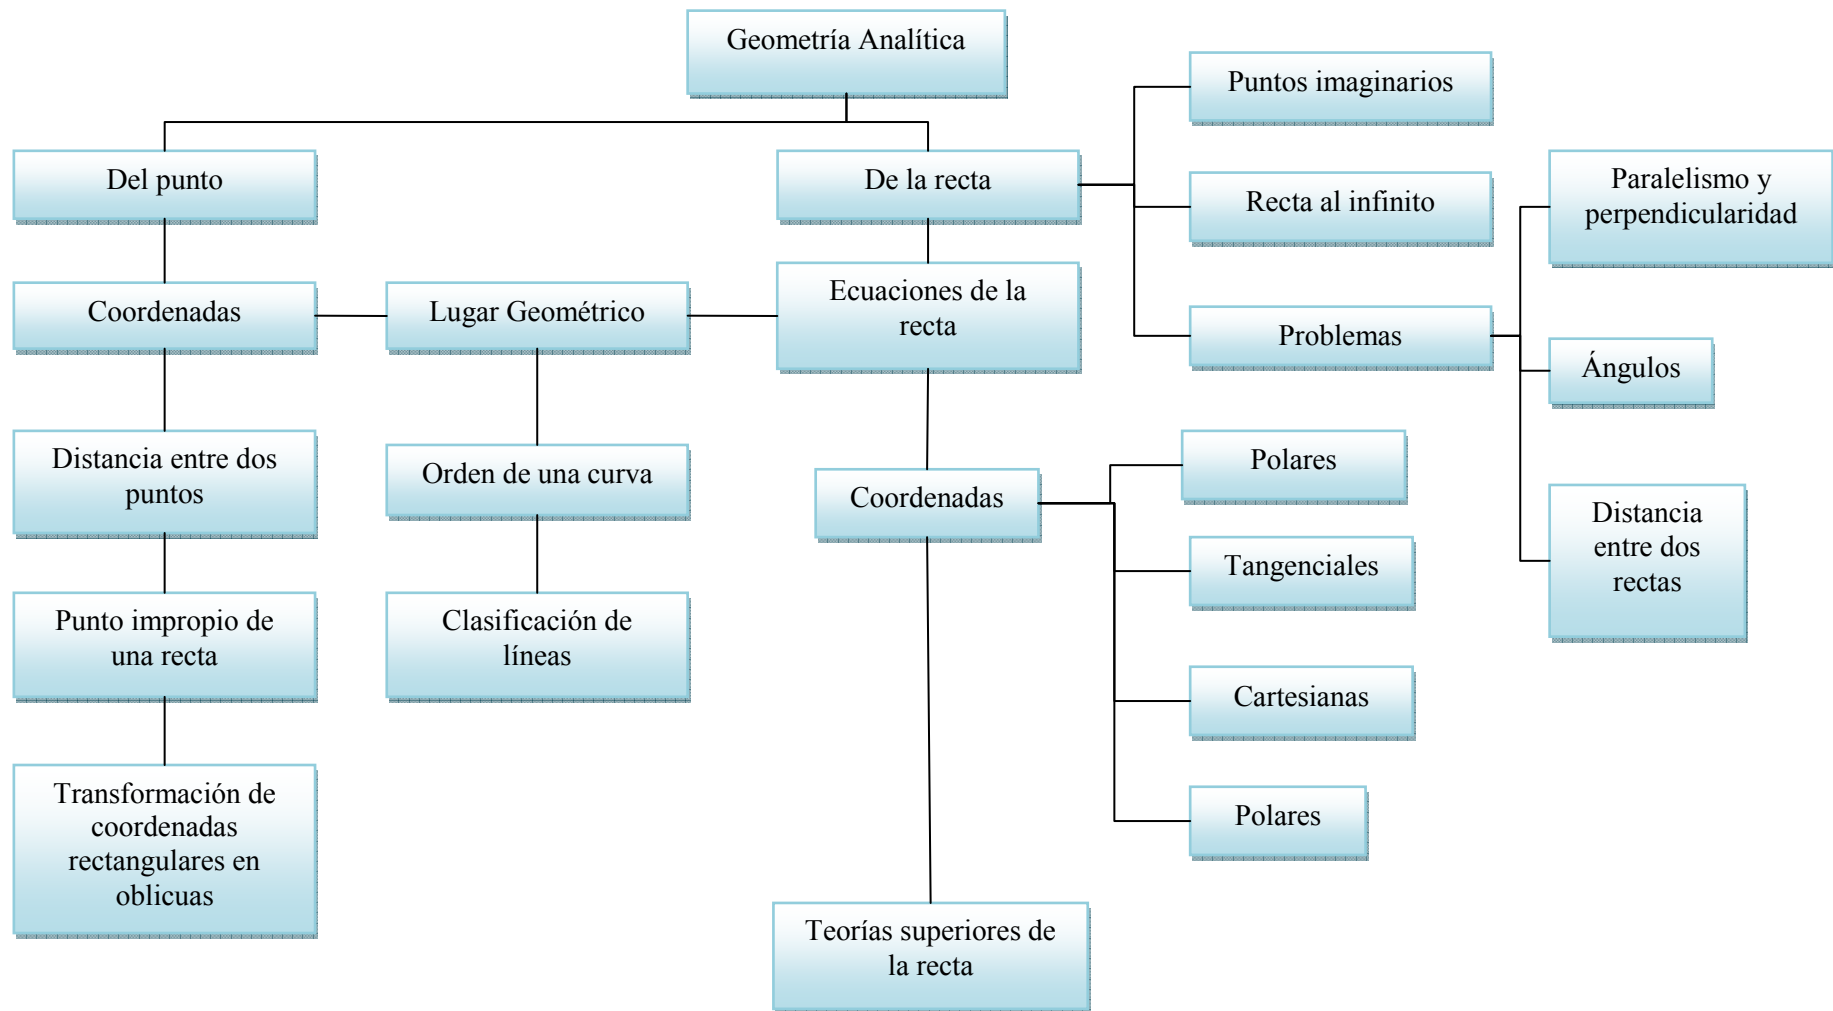 Geometría Analítica
Del punto
De la recta
Puntos imaginarios
Recta al infinito
Problemas
Paralelismo y
perpendicularidad
Ángulos
Distancia
entre dos
rectas
Coordenadas
Lugar Geométrico
Ecuaciones de la
recta
Distancia entre dos
puntos
Orden de una curva
Coordenadas
Polares
Tangenciales
Cartesianas
Polares
Punto impropio de
una recta
Clasificación de
líneas
Transformación de
coordenadas
rectangulares en
oblicuas
Teorías superiores de
la recta